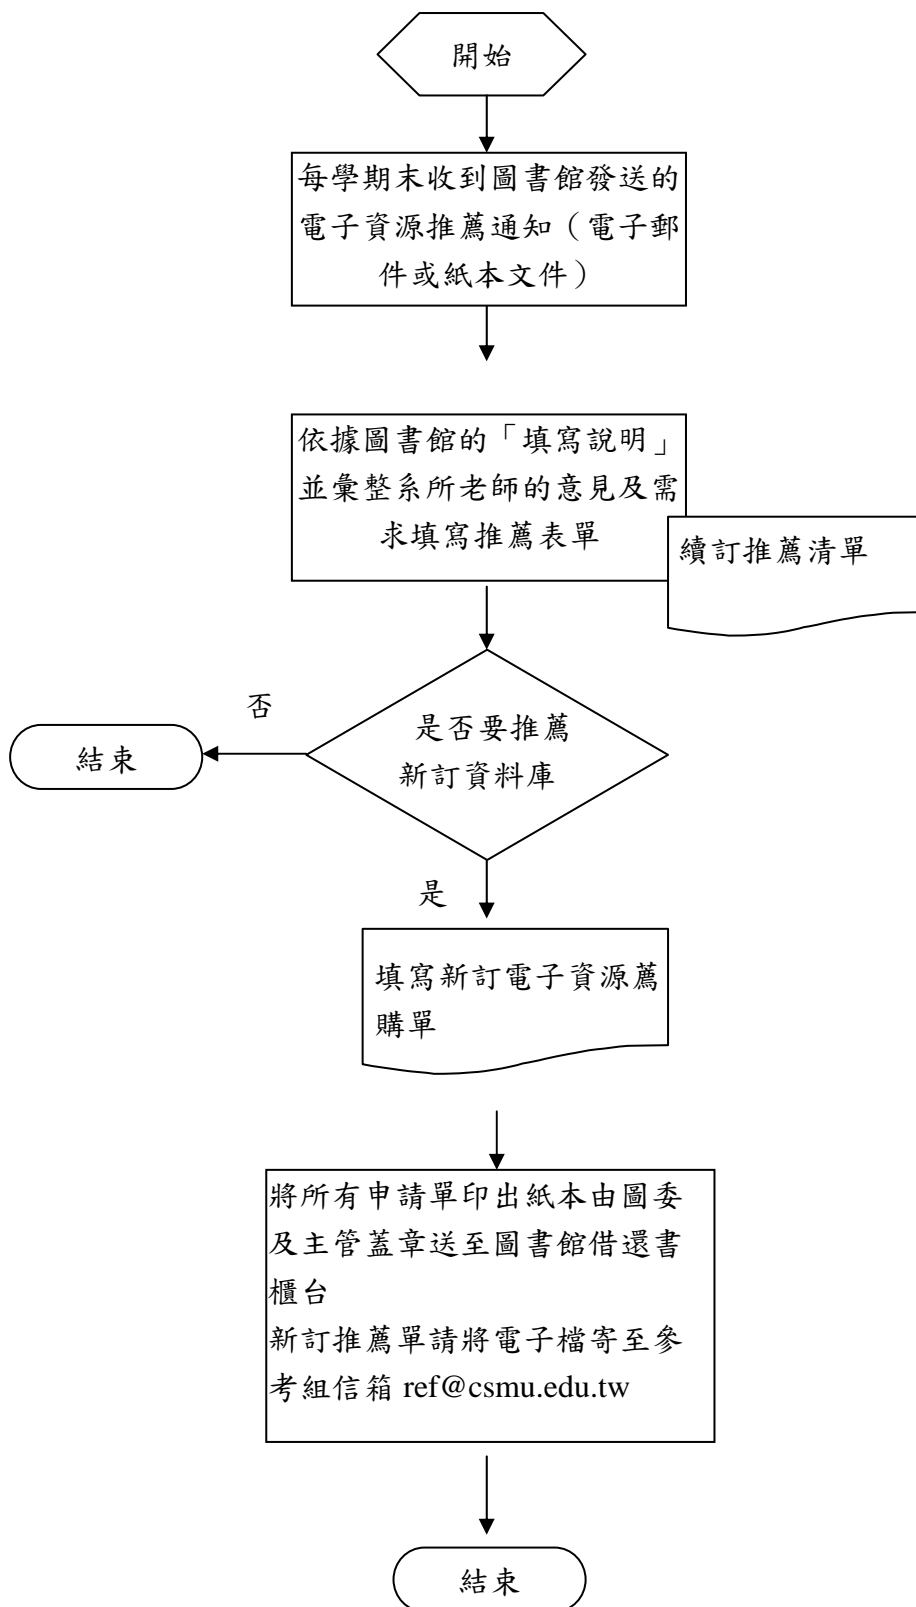 開始
每學期末收到圖書館發送的
電子資源推薦通知（電子郵
件或紙本文件）
依據圖書館的「填寫說明」
並彙整系所老師的意見及需
求填寫推薦表單
續訂推薦清單
否
是否要推薦
新訂資料庫
結束
是
填寫新訂電子資源薦
購單
將所有申請單印出紙本由圖委
及主管蓋章送至圖書館借還書
櫃台
新訂推薦單請將電子檔寄至參
考組信箱 ref@csmu.edu.tw
結束